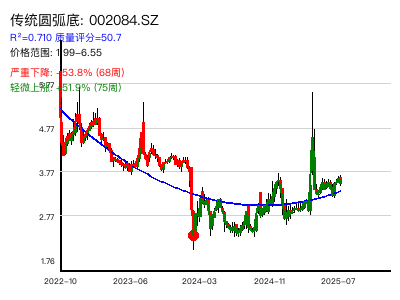 传统圆弧底: 002084.SZ
R²=0.710 质量评分=50.7
价格范围: 1.99-6.55
严重下降: -53.8% (68周)
轻微上涨: +51.9% (75周)
5.77
4.77
3.77
2.77
1.76
2022-10 2023-06 2024-03 2024-11 2025-07